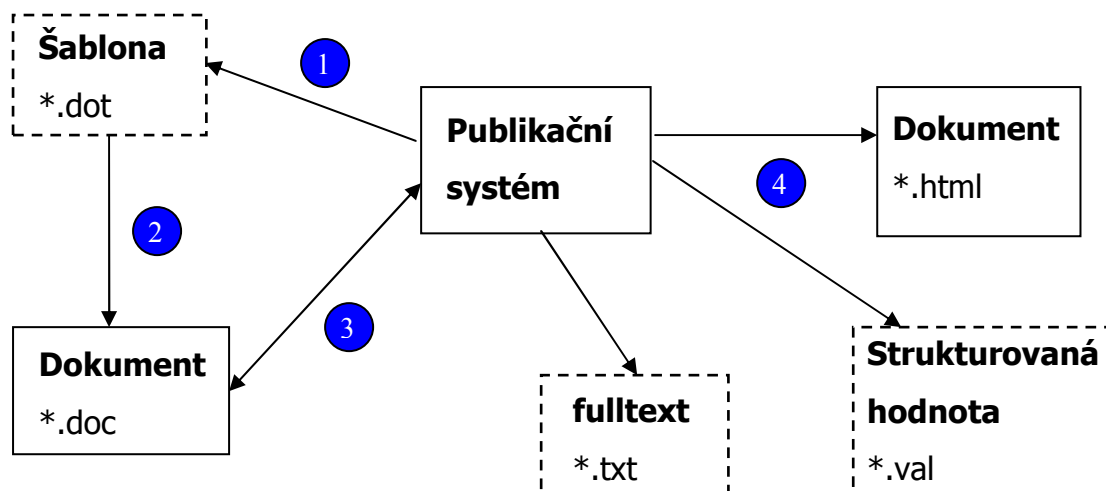 Šablona
*.dot
1
Publikační
systém
Dokument
*.html
4
2
3
Dokument
*.doc
fulltext
*.txt
Strukturovaná
hodnota
*.val